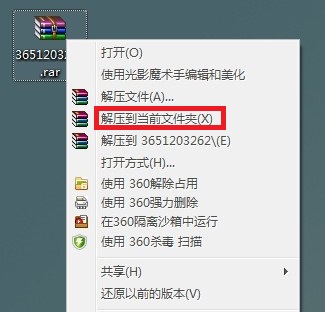 3651203262
.rar
打开(O)
使用光影魔术手编辑和美化
解压文件(A)...
解压到当前文件夹(X)
解压到 3651203262\(E)
打开方式(H)...
使用 360解除占用
使用 360强力删除
在360隔离沙箱中运行
使用 360杀毒 扫描
共享(H)
还原以前的版本(V)